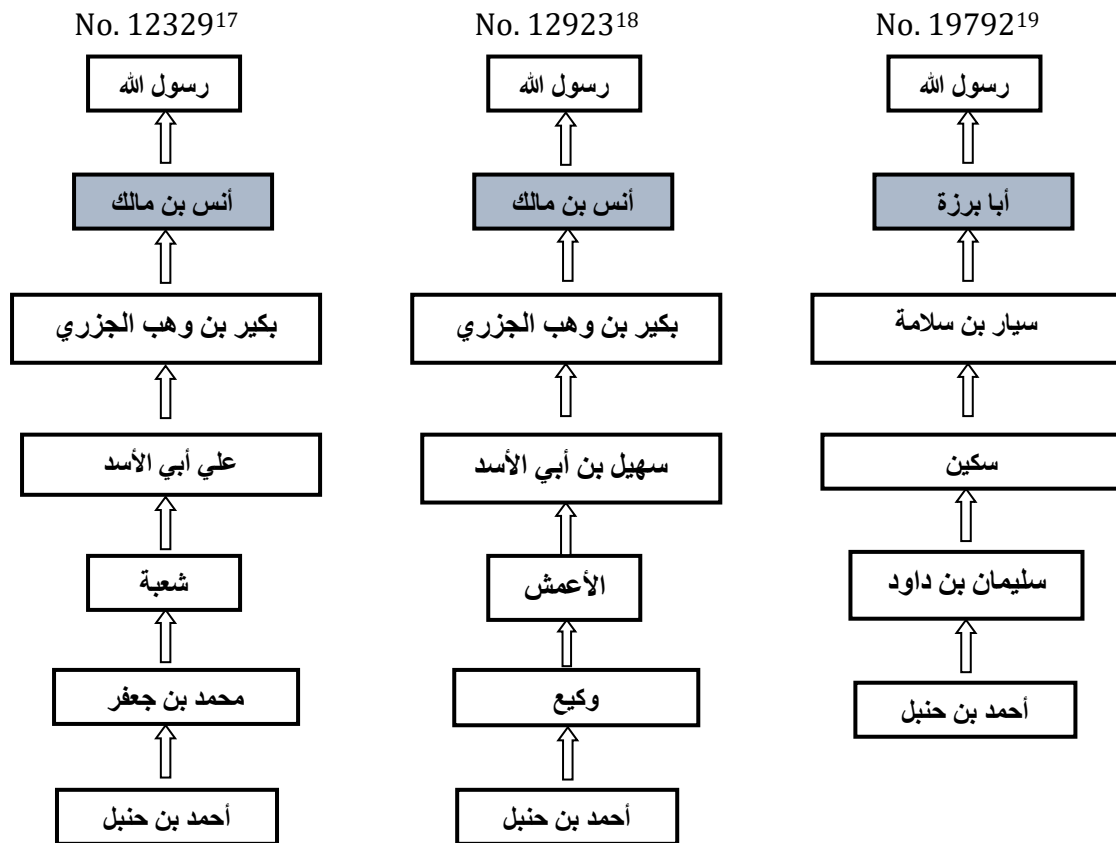 No. 12329¹⁷
رسول الله
أنس بن مالك
بكير بن وهب الجزري
علي أبي الأسد
شعبة
محمد بن جعفر
أحمد بن حنبل
No. 12923¹⁸
رسول الله
أنس بن مالك
بكير بن وهب الجزري
سهيل بن أبي الأسد
الأعمش
وكيع
أحمد بن حنبل
No. 19792¹⁹
رسول الله
أبا برزة
سيار بن سلامة
سكين
سليمان بن داود
أحمد بن حنبل